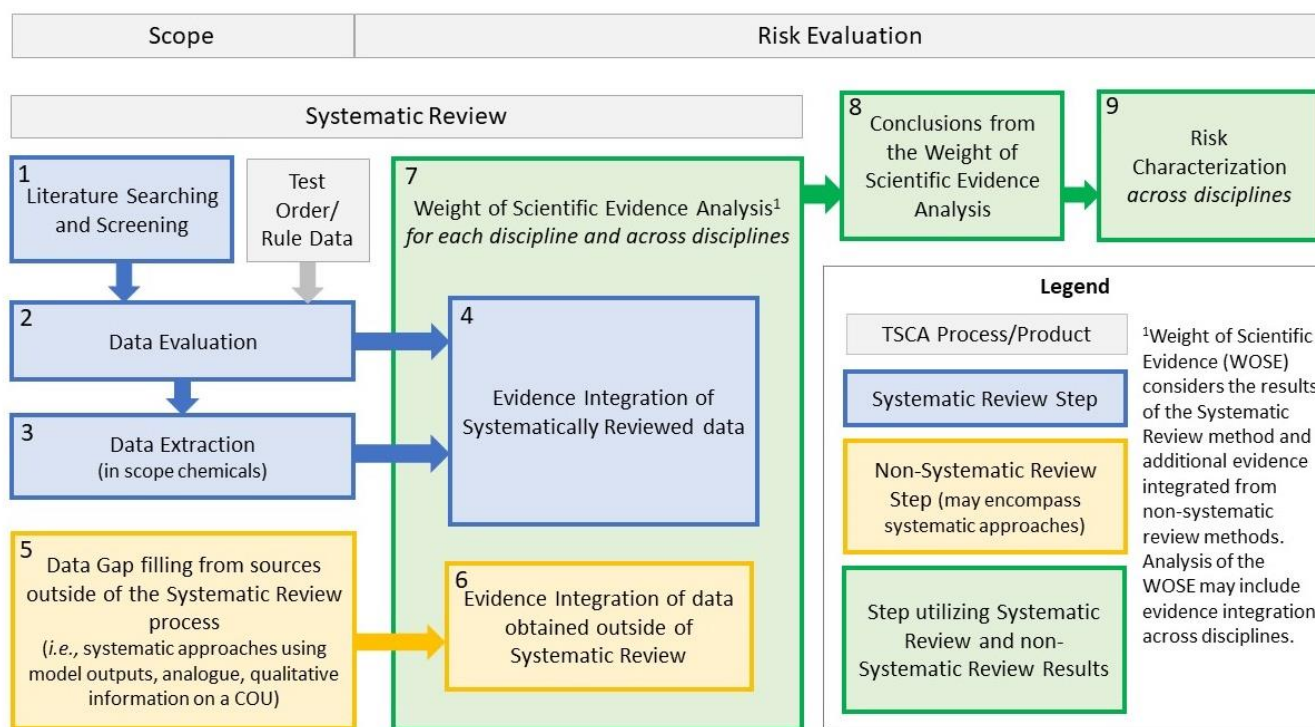 Scope
Risk Evaluation
Systematic Review
1
Literature Searching
and Screening
Test
Order/
Rule Data
2
Data Evaluation
3
Data Extraction
(in scope chemicals)
5
Data Gap filling from sources
outside of the Systematic Review
process
(i.e., systematic approaches using
model outputs, analogue, qualitative
information on a COU)
7
Weight of Scientific Evidence Analysis¹
for each discipline and across disciplines
4
Evidence Integration of
Systematically Reviewed data
6
Evidence Integration of data
obtained outside of
Systematic Review
8
Conclusions from
the Weight of
Scientific Evidence
Analysis
9
Risk
Characterization
across disciplines
Legend
TSCA Process/Product
Systematic Review Step
Non-Systematic Review
Step (may encompass
systematic approaches)
Step utilizing Systematic
Review and non-
Systematic Review Results
¹Weight of Scientific
Evidence (WOSE)
considers the results
of the Systematic
Review method and
additional evidence
integrated from
non-systematic
review methods.
Analysis of the
WOSE may include
evidence integration
across disciplines.